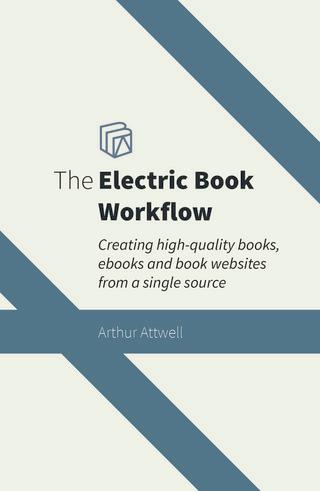 The Electric Book
Workflow
Creating high-quality books,
ebooks and book websites
from a single source
Arthur Attwell